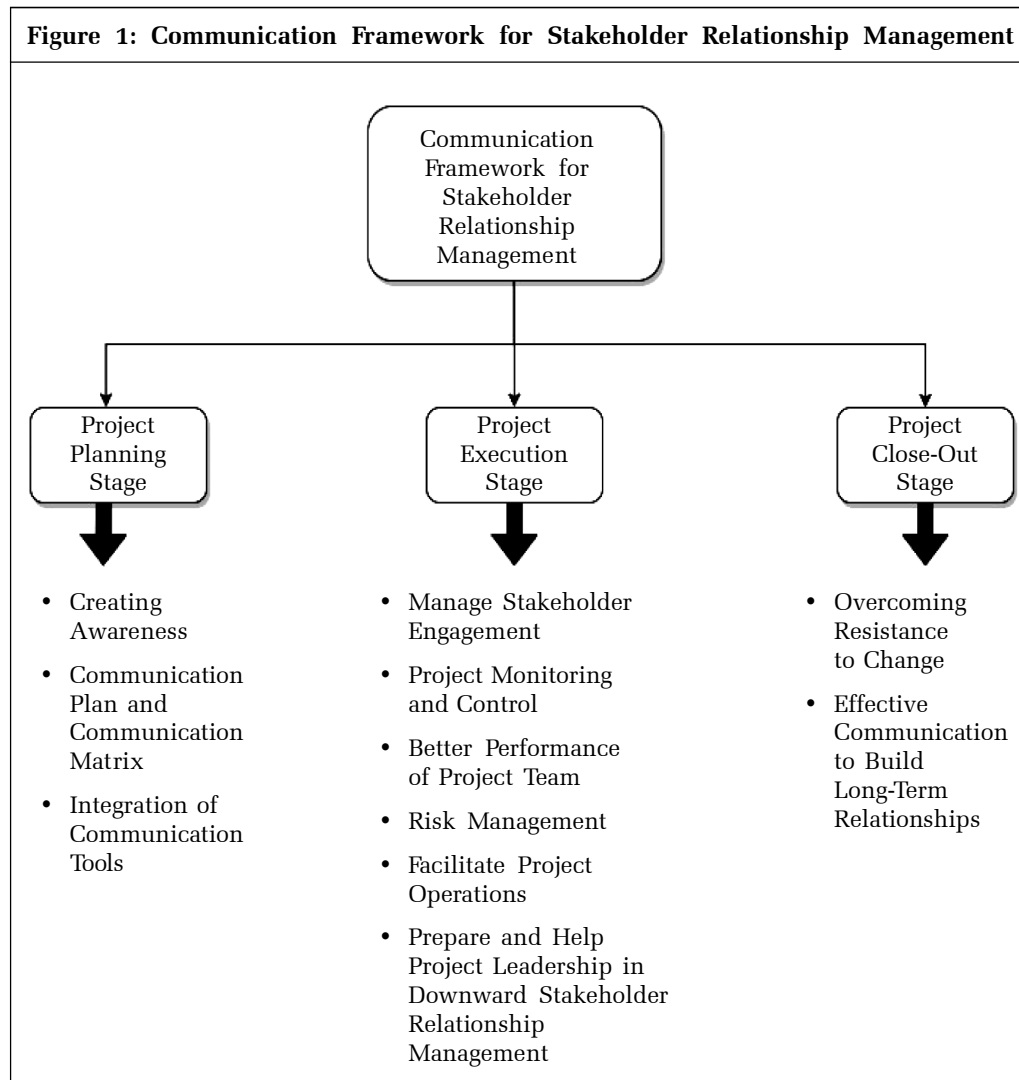 Figure 1: Communication Framework for Stakeholder Relationship Management
Communication
Framework for
Stakeholder
Relationship
Management
Project
Planning
Stage
Project
Execution
Stage
Project
Close-Out
Stage
• Creating
Awareness
• Communication
Plan and
Communication
Matrix
• Integration of
Communication
Tools
• Manage Stakeholder
Engagement
• Project Monitoring
and Control
• Better Performance
of Project Team
• Risk Management
• Facilitate Project
Operations
• Prepare and Help
Project Leadership in
Downward Stakeholder
Relationship
Management
• Overcoming
Resistance
to Change
• Effective
Communication
to Build
Long-Term
Relationships